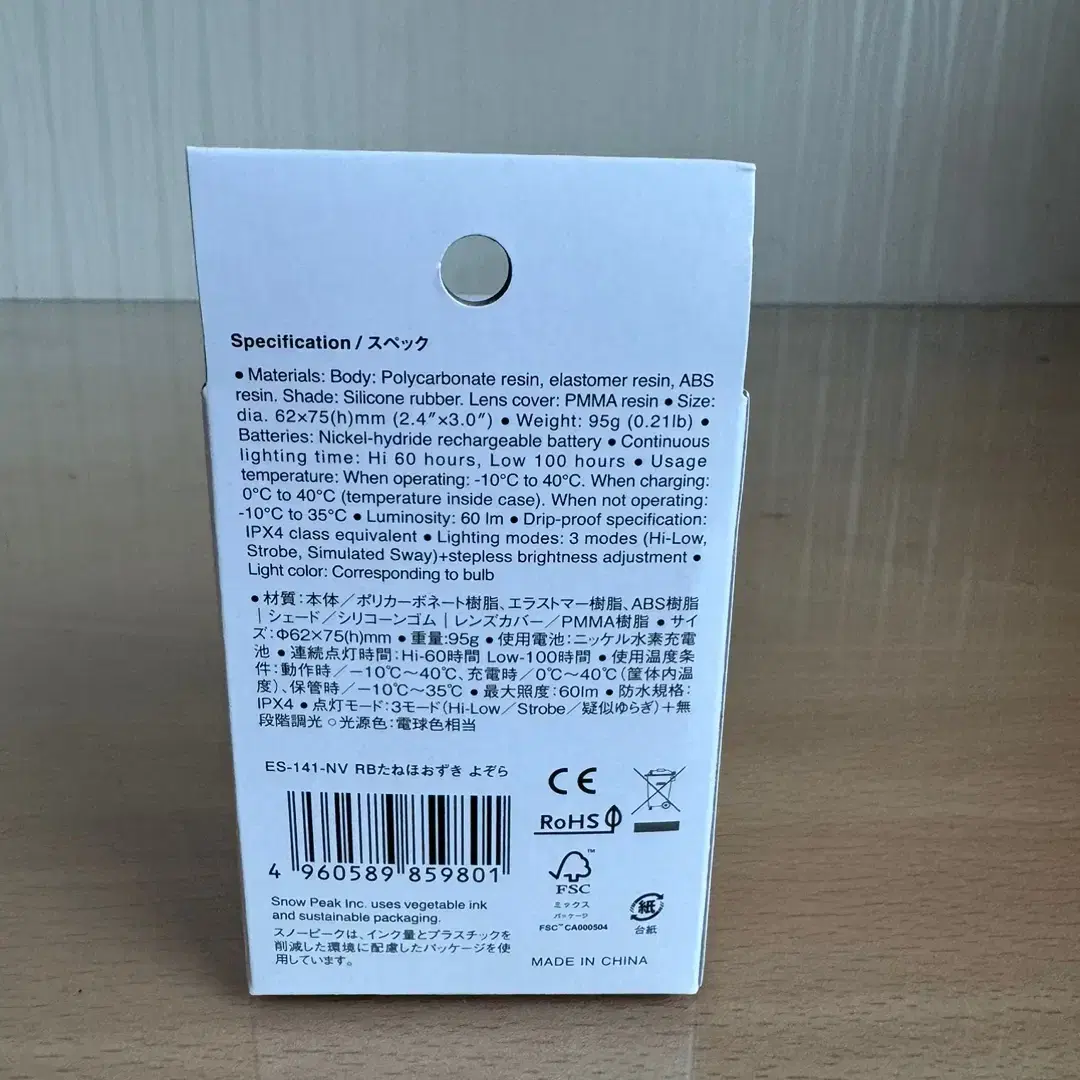 Specification / スペック
● Materials: Body: Polycarbonate resin, elastomer resin, ABS
resin. Shade: Silicone rubber. Lens cover: PMMA resin ● Size:
dia. 62×75(h)mm (2.4″×3.0″) ● Weight: 95g (0.21lb) ●
Batteries: Nickel-hydride rechargeable battery ● Continuous
lighting time: Hi 60 hours, Low 100 hours ● Usage
temperature: When operating: -10°C to 40°C. When charging:
0°C to 40°C (temperature inside case). When not operating:
-10°C to 35°C ● Luminosity: 60 lm ● Drip-proof specification:
IPX4 class equivalent ● Lighting modes: 3 modes (Hi-Low,
Strobe, Simulated Sway)+stepless brightness adjustment ●
Light color: Corresponding to bulb
● 材質：本体／ポリカーボネート樹脂、エラストマー樹脂、ABS樹脂
｜シェード／シリコーンゴム｜レンズカバー／PMMA樹脂 ● サイ
ズ：Φ62×75(h)mm ● 重量:95g ● 使用電池：ニッケル水素充電
池 ● 連続点灯時間：Hi-60時間 Low-100時間 ● 使用温度条
件：動作時／−10℃〜40℃、充電時／0℃〜40℃（筐体内温
度）、保管時／−10℃〜35℃ ● 最大照度：60lm ● 防水規格：
IPX4 ● 点灯モード：3モード（Hi-Low／Strobe／疑似ゆらぎ）＋無
段階調光 ○ 光源色：電球色相当
ES-141-NV RBたねほおずき よぞら
CE
RoHS
4 960589 859801
FSC™
ミックス
パッケージ
FSC™ CA000504
紙
台紙
Snow Peak Inc. uses vegetable ink
and sustainable packaging.
スノーピークは、インク量とプラスチックを
削減した環境に配慮したパッケージを使
用しています。
MADE IN CHINA